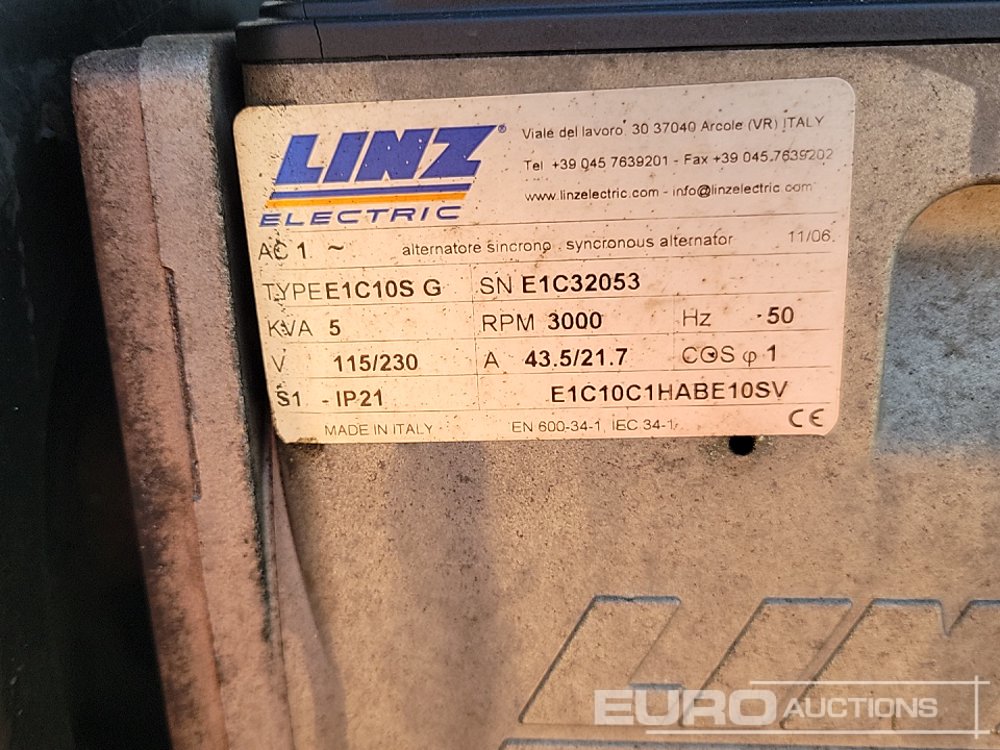 LINZ®
ELECTRIC
Viale del lavoro, 30 37040 Arcole (VR) ITALY
Tel +39 045 7639201 - Fax +39 045.7639202
www.linzelectric.com - info@linzelectric.com
AC 1 ~ alternatore sincrono . syncronous alternator 11/06
TYPE E1C10S G SN E1C32053
KVA 5 RPM 3000 Hz 50
V 115/230 A 43.5/21.7 COS φ 1
S1 - IP21 E1C10C1HABE10SV
MADE IN ITALY EN 600-34-1, IEC 34-1 CE
LIN
EURO AUCTIONS